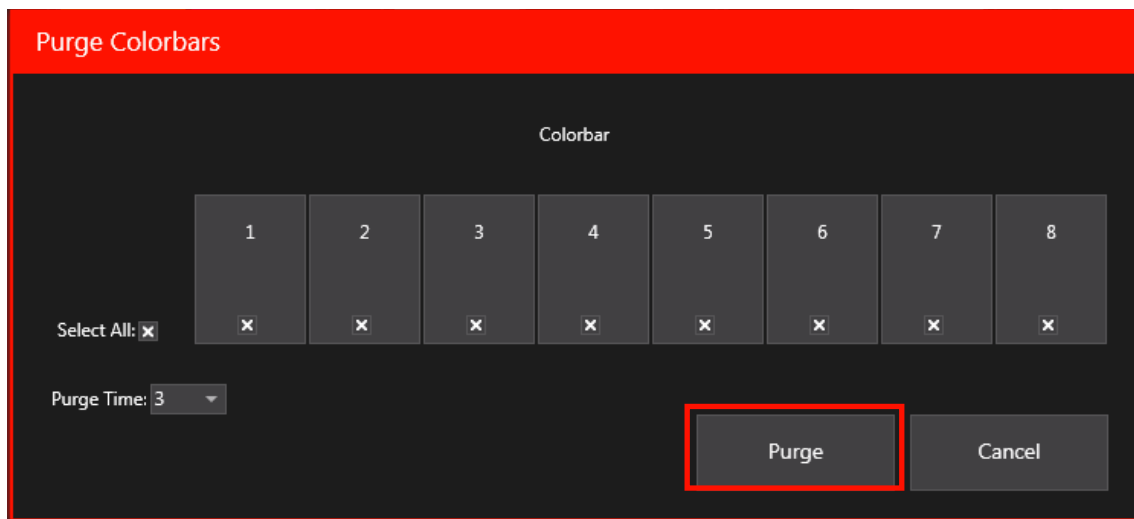 Purge Colorbars
Colorbar
1 2 3 4 5 6 7 8
Select All:
Purge Time: 3
Purge Cancel